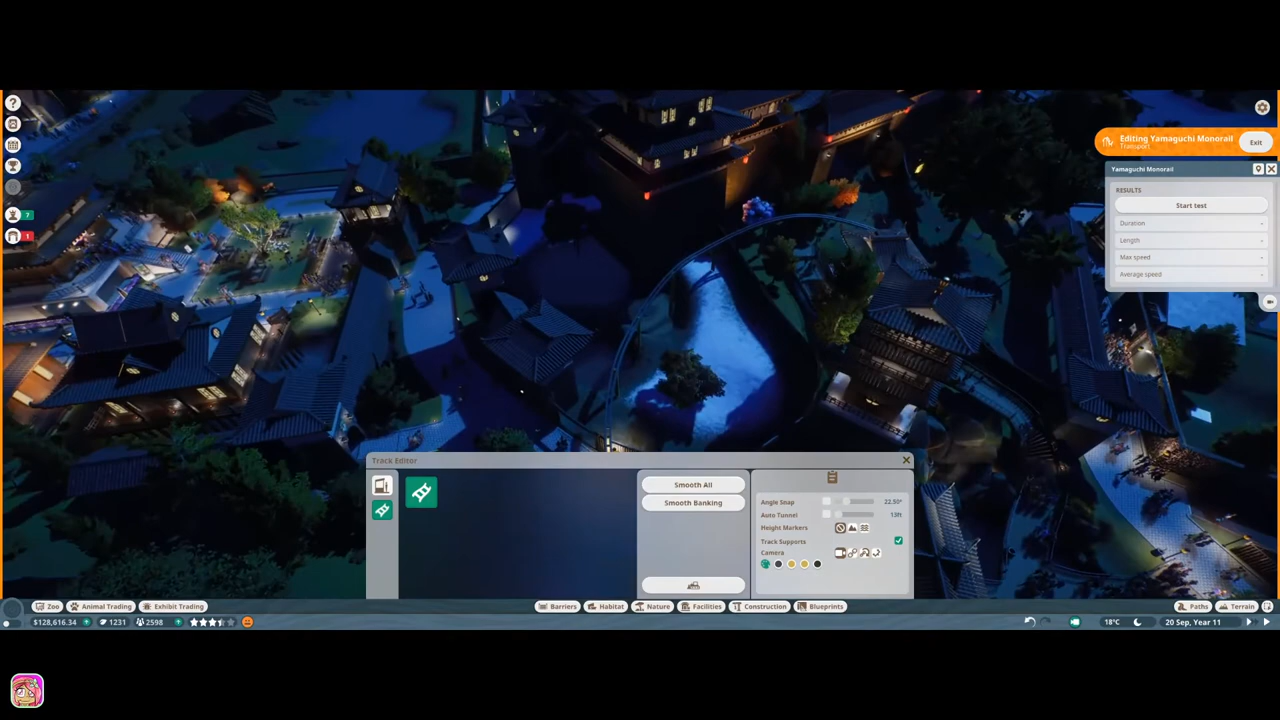 ?
Editing Yamaguchi Monorail
Transport
Exit
Yamaguchi Monorail
RESULTS
Start test
Duration -
Length -
Max speed -
Average speed -
7
1
Track Editor
Smooth All
Smooth Banking
Angle Snap 22.50°
Auto Tunnel 13ft
Height Markers
Track Supports
Camera
Zoo Animal Trading Exhibit Trading Barriers Habitat Nature Facilities Construction Blueprints Paths Terrain
$128,616.34 1231 2598 18°C 20 Sep, Year 11